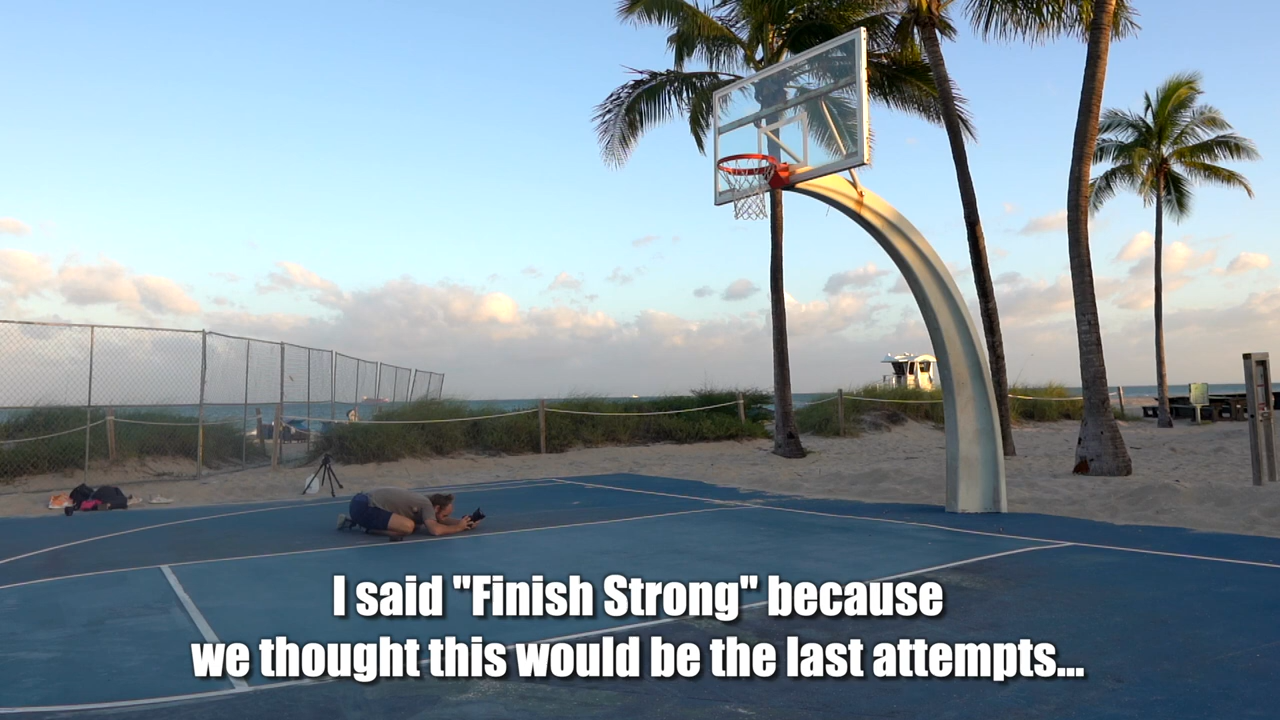 I said "Finish Strong" because
we thought this would be the last attempts...